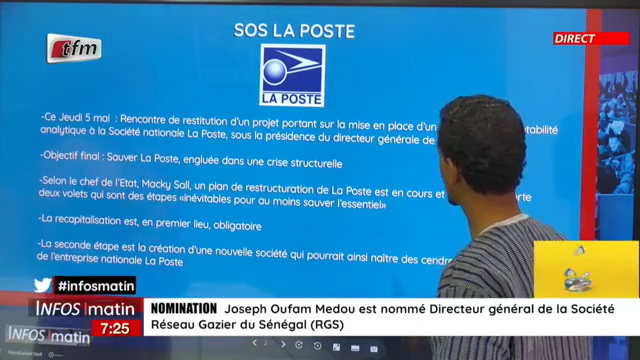 SOS LA POSTE
tfm
DIRECT
LA POSTE
-Ce Jeudi 5 mai : Rencontre de restitution d'un projet portant sur la mise en place d'un
analytique à la Société nationale La Poste, sous la présidence du directeur générale de
-Objectif final : Sauver La Poste, engluée dans une crise structurelle
-Selon le chef de l'Etat, Macky Sall, un plan de restructuration de La Poste est en cours et
deux volets qui sont des étapes «inévitables pour au moins sauver l'essentiel»
-La recapitalisation est, en premier lieu, obligatoire
-La seconde étape est la création d'une nouvelle société qui pourrait ainsi naître des
de l'entreprise nationale La Poste
#infosmatin
INFOS matin
7:25
NOMINATION Joseph Oufam Medou est nommé Directeur général de la Société
Réseau Gazier du Sénégal (RGS)
INFOS matin